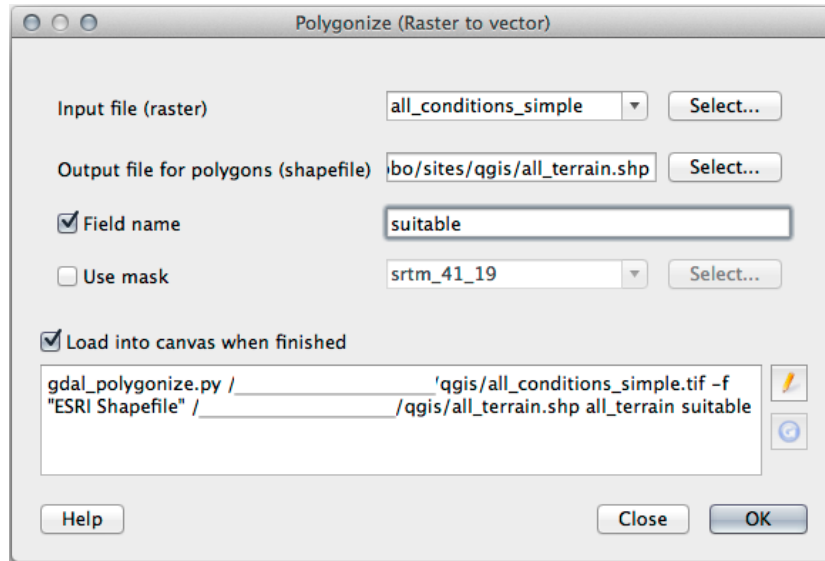 Polygonize (Raster to vector)
Input file (raster) all_conditions_simple Select...
Output file for polygons (shapefile) bo/sites/qgis/all_terrain.shp Select...
Field name suitable
Use mask srtm_41_19 Select...
Load into canvas when finished
gdal_polygonize.py /____________________/qgis/all_conditions_simple.tif -f
"ESRI Shapefile" /____________________/qgis/all_terrain.shp all_terrain suitable
Help Close OK